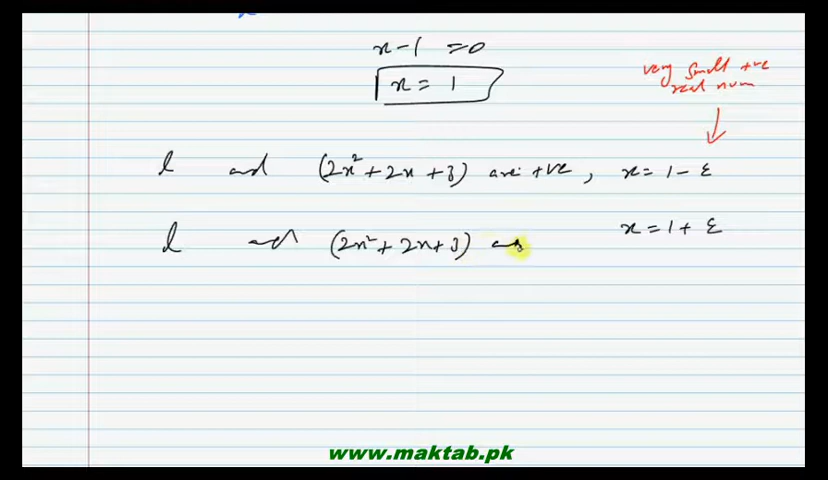 x-1 = 0
x = 1
very small +ve
real num
l and (2x² + 2x + 3) are +ve, x = 1 - ε
l and (2x² + 2x + 3) are x = 1 + ε
www.maktab.pk